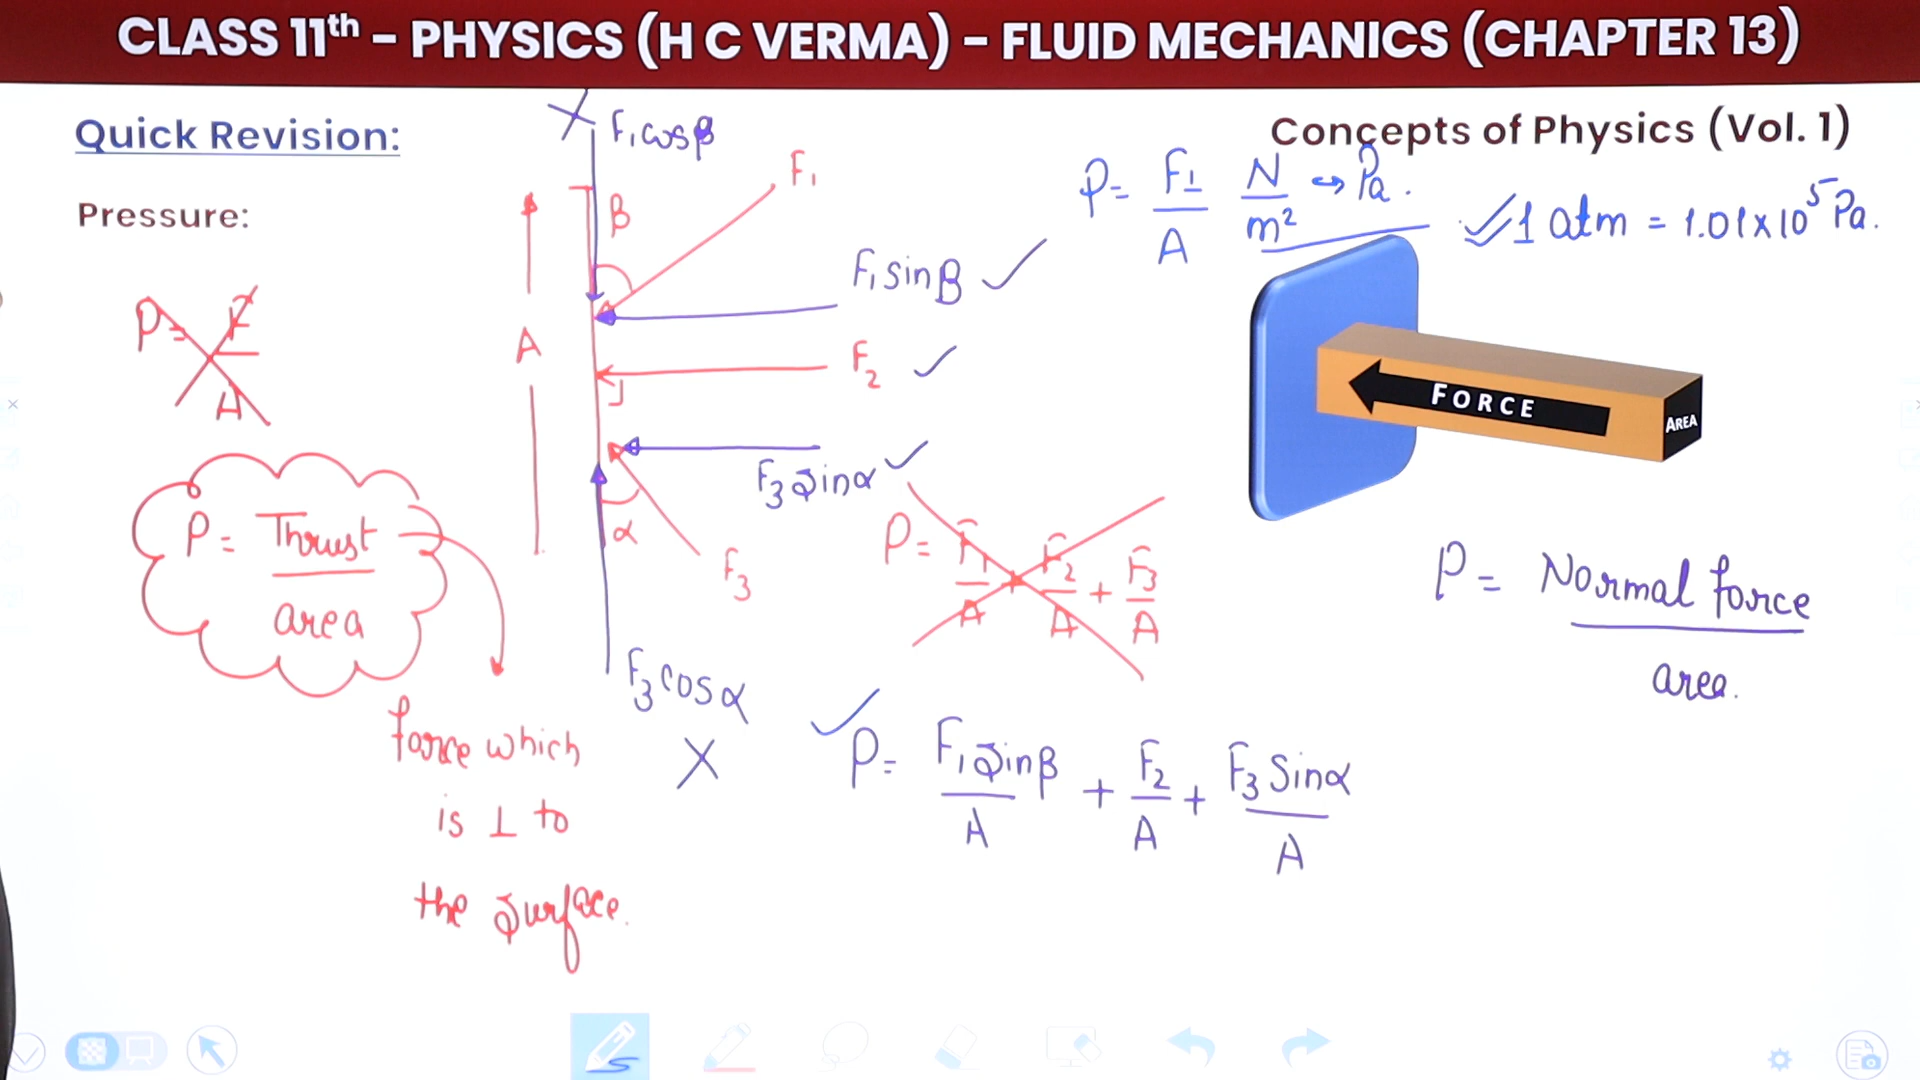 CLASS 11th - PHYSICS (H C VERMA) - FLUID MECHANICS (CHAPTER 13)
Quick Revision:
Concepts of Physics (Vol. 1)
Pressure:
P = F/A
P = Thrust / area
force which
is ⊥ to
the surface.
A
F₁cosβ
β
F₁
F₁sinβ ✓
F₂ ✓
F₃sinα ✓
α
F₃
F₃cosα
X
P = F⊥/A N/m² ↔ Pa.
✓ 1 atm = 1.01×10⁵ Pa.
FORCE
AREA
P = F₁/A + F₂/A + F₃/A
P = Normal force / area.
✓ P = F₁sinβ/A + F₂/A + F₃sinα/A